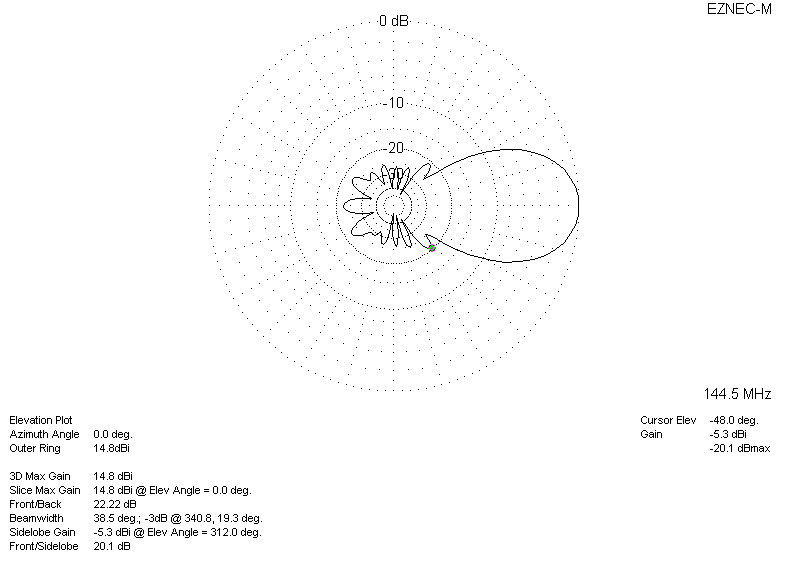 EZNEC-M
0 dB
-10
-20
-30
144.5 MHz
Elevation Plot
Azimuth Angle 0.0 deg.
Outer Ring 14.8dBi
Cursor Elev -48.0 deg.
Gain -5.3 dBi
-20.1 dBmax
3D Max Gain 14.8 dBi
Slice Max Gain 14.8 dBi @ Elev Angle = 0.0 deg.
Front/Back 22.22 dB
Beamwidth 38.5 deg.; -3dB @ 340.8, 19.3 deg.
Sidelobe Gain -5.3 dBi @ Elev Angle = 312.0 deg.
Front/Sidelobe 20.1 dB